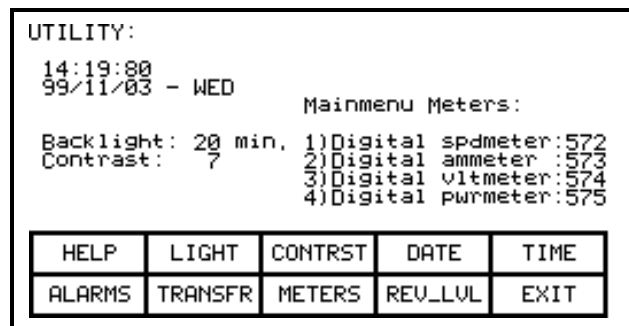 UTILITY:
14:19:80
99/11/03 - WED
Mainmenu Meters:
Backlight: 20 min.
Contrast: 7
1)Digital spdmeter:572
2)Digital ammeter :573
3)Digital vltmeter:574
4)Digital pwrmeter:575
HELP LIGHT CONTRST DATE TIME
ALARMS TRANSFR METERS REV_LVL EXIT